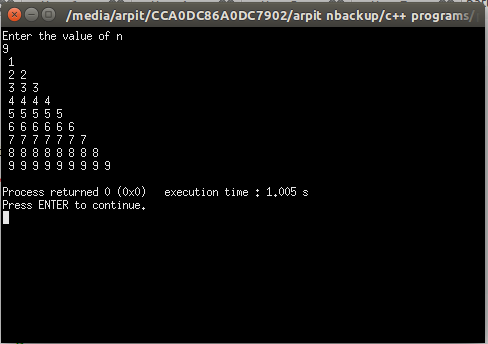 /media/arpit/CCA0DC86A0DC7902/arpit nbackup/c++ programs/
Enter the value of n
9
1
2 2
3 3 3
4 4 4 4
5 5 5 5 5
6 6 6 6 6 6
7 7 7 7 7 7 7
8 8 8 8 8 8 8 8
9 9 9 9 9 9 9 9 9
Process returned 0 (0x0)   execution time : 1.005 s
Press ENTER to continue.